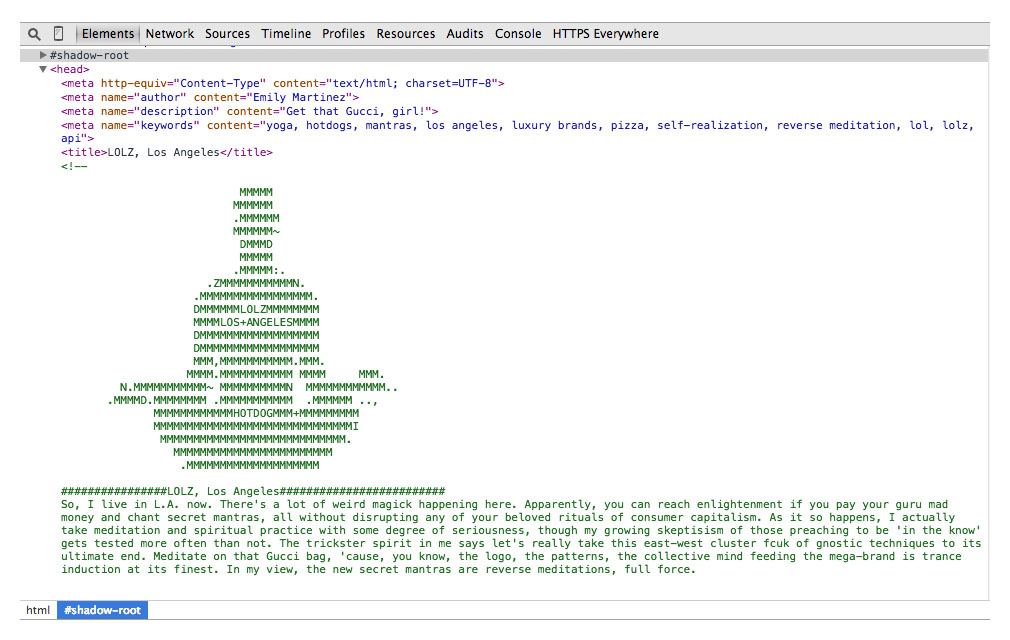 Elements Network Sources Timeline Profiles Resources Audits Console HTTPS Everywhere
#shadow-root
<head>
<meta http-equiv="Content-Type" content="text/html; charset=UTF-8">
<meta name="author" content="Emily Martinez">
<meta name="description" content="Get that Gucci, girl!">
<meta name="keywords" content="yoga, hotdogs, mantras, los angeles, luxury brands, pizza, self-realization, reverse meditation, lol, lolz,
api">
<title>LOLZ, Los Angeles</title>
<!--
MMMMM
MMMMMM
.MMMMMM
MMMMMM~
DMMMD
MMMMM
.MMMMM:.
.ZMMMMMMMMMMMN.
.MMMMMMMMMMMMMMMMM.
DMMMMMMLOLZMMMMMMMM
MMMMLOS+ANGELESMMMM
DMMMMMMMMMMMMMMMMMM
DMMMMMMMMMMMMMMMMMM
MMM,MMMMMMMMMMM.MMM.
MMMM.MMMMMMMMMMM MMMM     MMM.
N.MMMMMMMMMMM~ MMMMMMMMMMN  MMMMMMMMMMMM..
.MMMMD.MMMMMMMM .MMMMMMMMMMM  .MMMMMM ..,
MMMMMMMMMMMMHOTDOGMMM+MMMMMMMMM
MMMMMMMMMMMMMMMMMMMMMMMMMMMMMMI
MMMMMMMMMMMMMMMMMMMMMMMMMMMM.
MMMMMMMMMMMMMMMMMMMMMMMM
.MMMMMMMMMMMMMMMMMMMM
################LOLZ, Los Angeles#########################
So, I live in L.A. now. There's a lot of weird magick happening here. Apparently, you can reach enlightenment if you pay your guru mad
money and chant secret mantras, all without disrupting any of your beloved rituals of consumer capitalism. As it so happens, I actually
take meditation and spiritual practice with some degree of seriousness, though my growing skeptisism of those preaching to be 'in the know'
gets tested more often than not. The trickster spirit in me says let's really take this east-west cluster fcuk of gnostic techniques to its
ultimate end. Meditate on that Gucci bag, 'cause, you know, the logo, the patterns, the collective mind feeding the mega-brand is trance
induction at its finest. In my view, the new secret mantras are reverse meditations, full force.
html #shadow-root